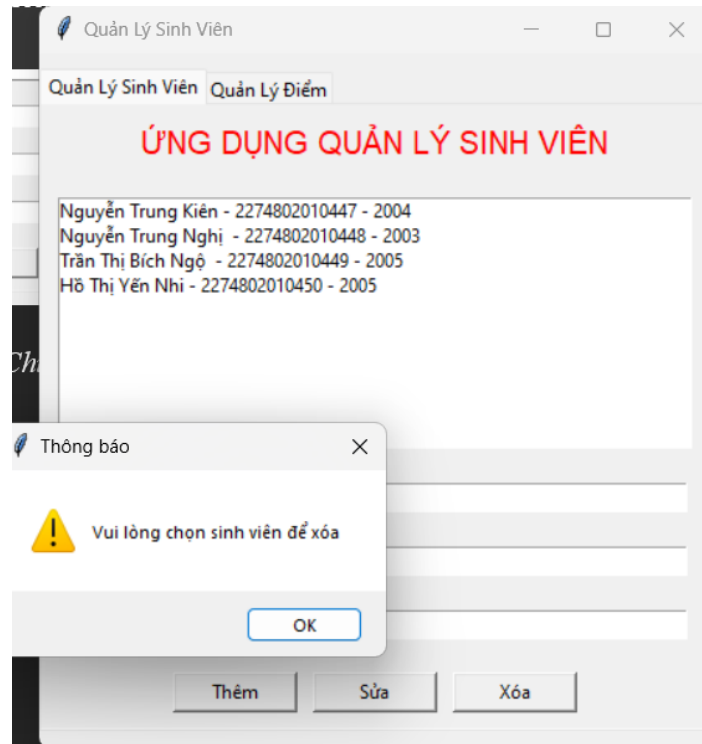 Quản Lý Sinh Viên
Quản Lý Sinh Viên Quản Lý Điểm
ỨNG DỤNG QUẢN LÝ SINH VIÊN
Nguyễn Trung Kiên - 2274802010447 - 2004
Nguyễn Trung Nghị - 2274802010448 - 2003
Trần Thị Bích Ngộ - 2274802010449 - 2005
Hồ Thị Yến Nhi - 2274802010450 - 2005
Thông báo
Vui lòng chọn sinh viên để xóa
OK
Thêm Sửa Xóa